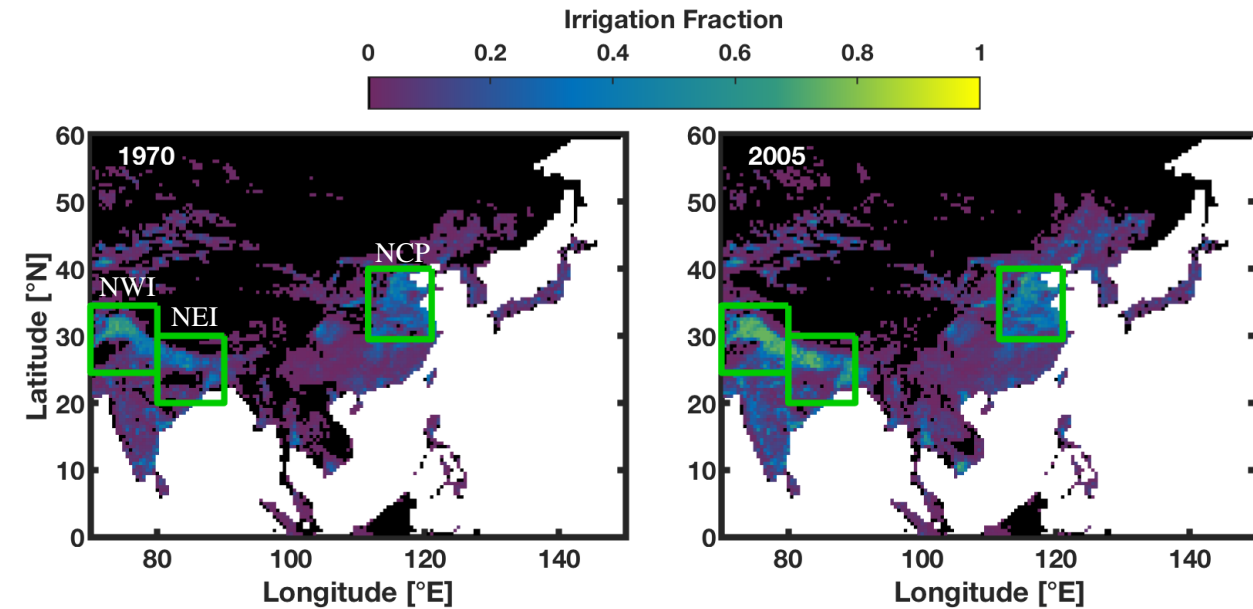 Irrigation Fraction
0 0.2 0.4 0.6 0.8 1
60 1970 60 2005
50 50
40 NCP 40
NWI
NEI
30 30
20 20
10 10
0 0
Latitude [°N]
80 100 120 140 80 100 120 140
Longitude [°E] Longitude [°E]